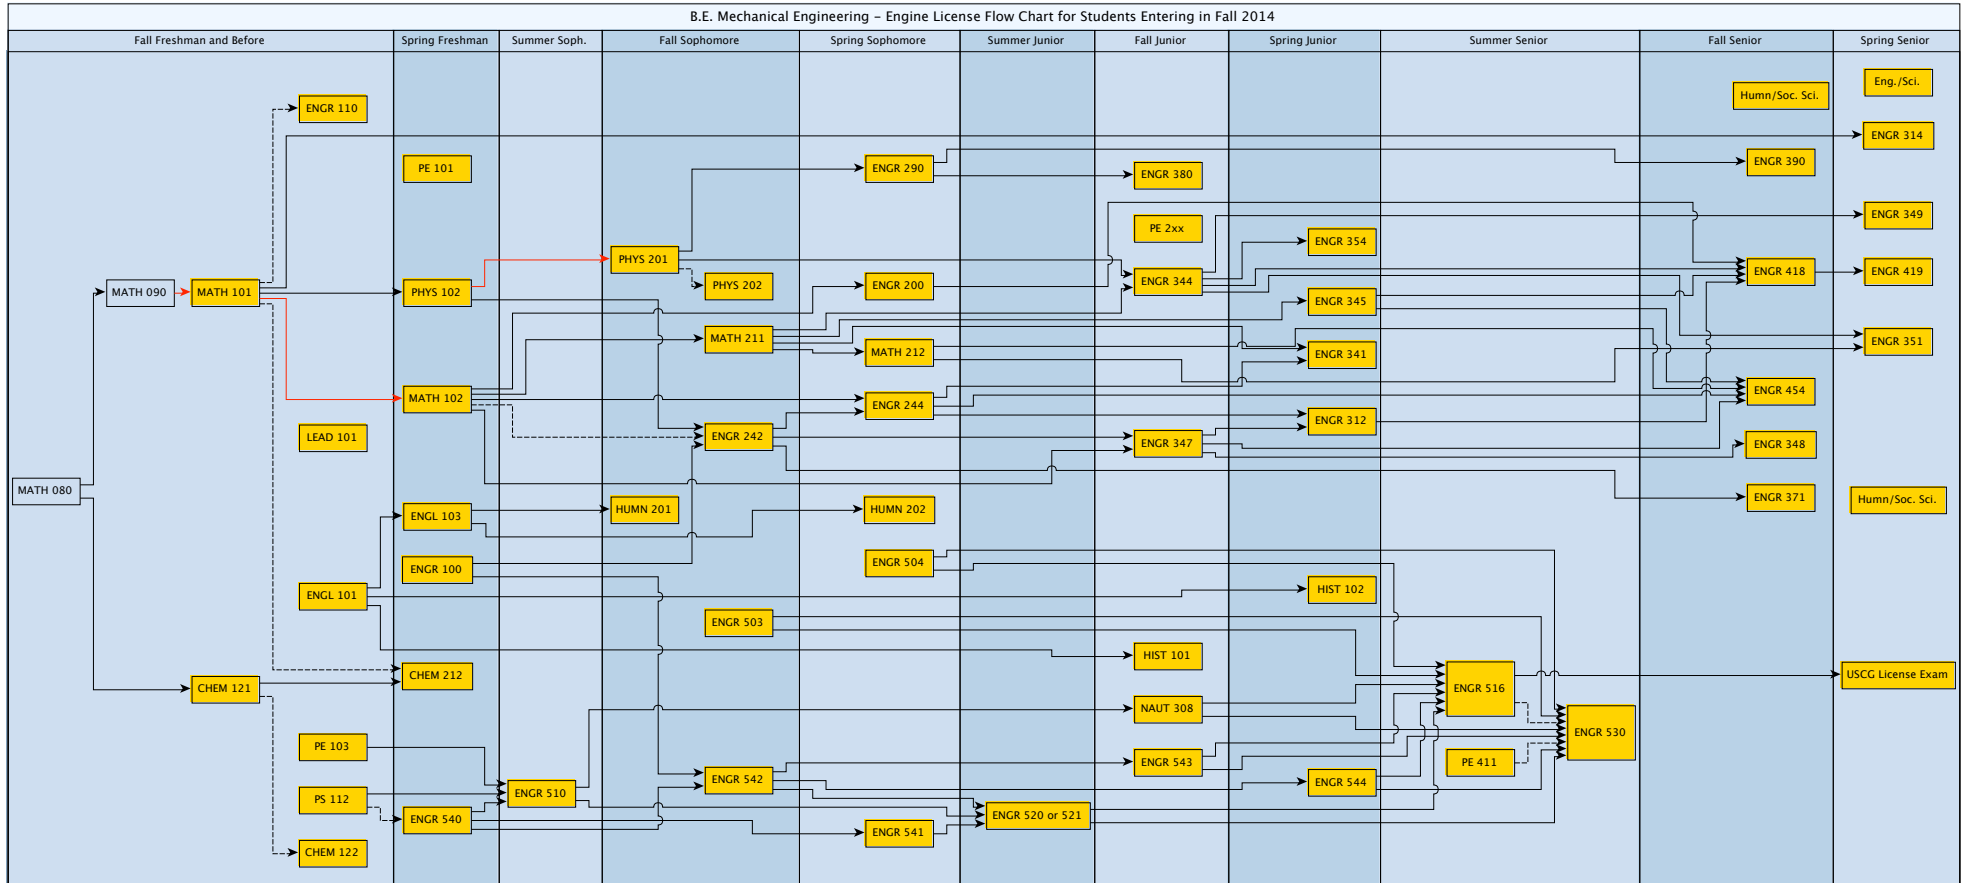 B.E. Mechanical Engineering – Engine License Flow Chart for Students Entering in Fall 2014
Fall Freshman and Before
Spring Freshman
Summer Soph.
Fall Sophomore
Spring Sophomore
Summer Junior
Fall Junior
Spring Junior
Summer Senior
Fall Senior
Spring Senior
MATH 080
MATH 090
MATH 101
CHEM 121
ENGR 110
LEAD 101
ENGL 101
PE 103
PS 112
CHEM 122
PE 101
PHYS 102
MATH 102
ENGL 103
ENGR 100
CHEM 212
ENGR 540
ENGR 510
PHYS 201
PHYS 202
MATH 211
ENGR 242
HUMN 201
ENGR 503
ENGR 542
ENGR 290
ENGR 200
MATH 212
ENGR 244
HUMN 202
ENGR 504
ENGR 541
ENGR 520 or 521
ENGR 380
PE 2xx
ENGR 344
ENGR 347
HIST 101
NAUT 308
ENGR 543
ENGR 354
ENGR 345
ENGR 341
ENGR 312
HIST 102
ENGR 544
ENGR 516
PE 411
ENGR 530
Humn/Soc. Sci.
ENGR 390
ENGR 418
ENGR 454
ENGR 348
ENGR 371
Eng./Sci.
ENGR 314
ENGR 349
ENGR 419
ENGR 351
Humn/Soc. Sci.
USCG License Exam